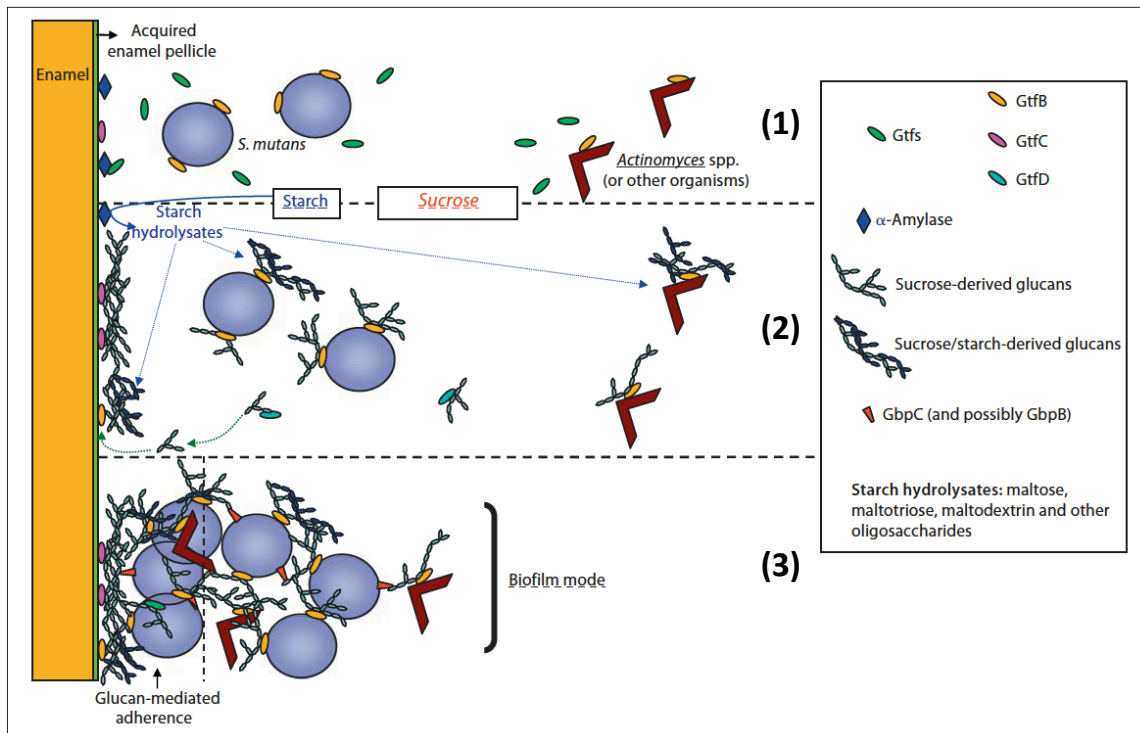 Acquired
enamel pellicle
Enamel
S. mutans
(1)
Actinomyces spp.
(or other organisms)
Starch
Sucrose
Starch
hydrolysates
(2)
(3)
Biofilm mode
Glucan-mediated
adherence
Gtfs
GtfB
GtfC
GtfD
α-Amylase
Sucrose-derived glucans
Sucrose/starch-derived glucans
GbpC (and possibly GbpB)
Starch hydrolysates: maltose,
maltotriose, maltodextrin and other
oligosaccharides